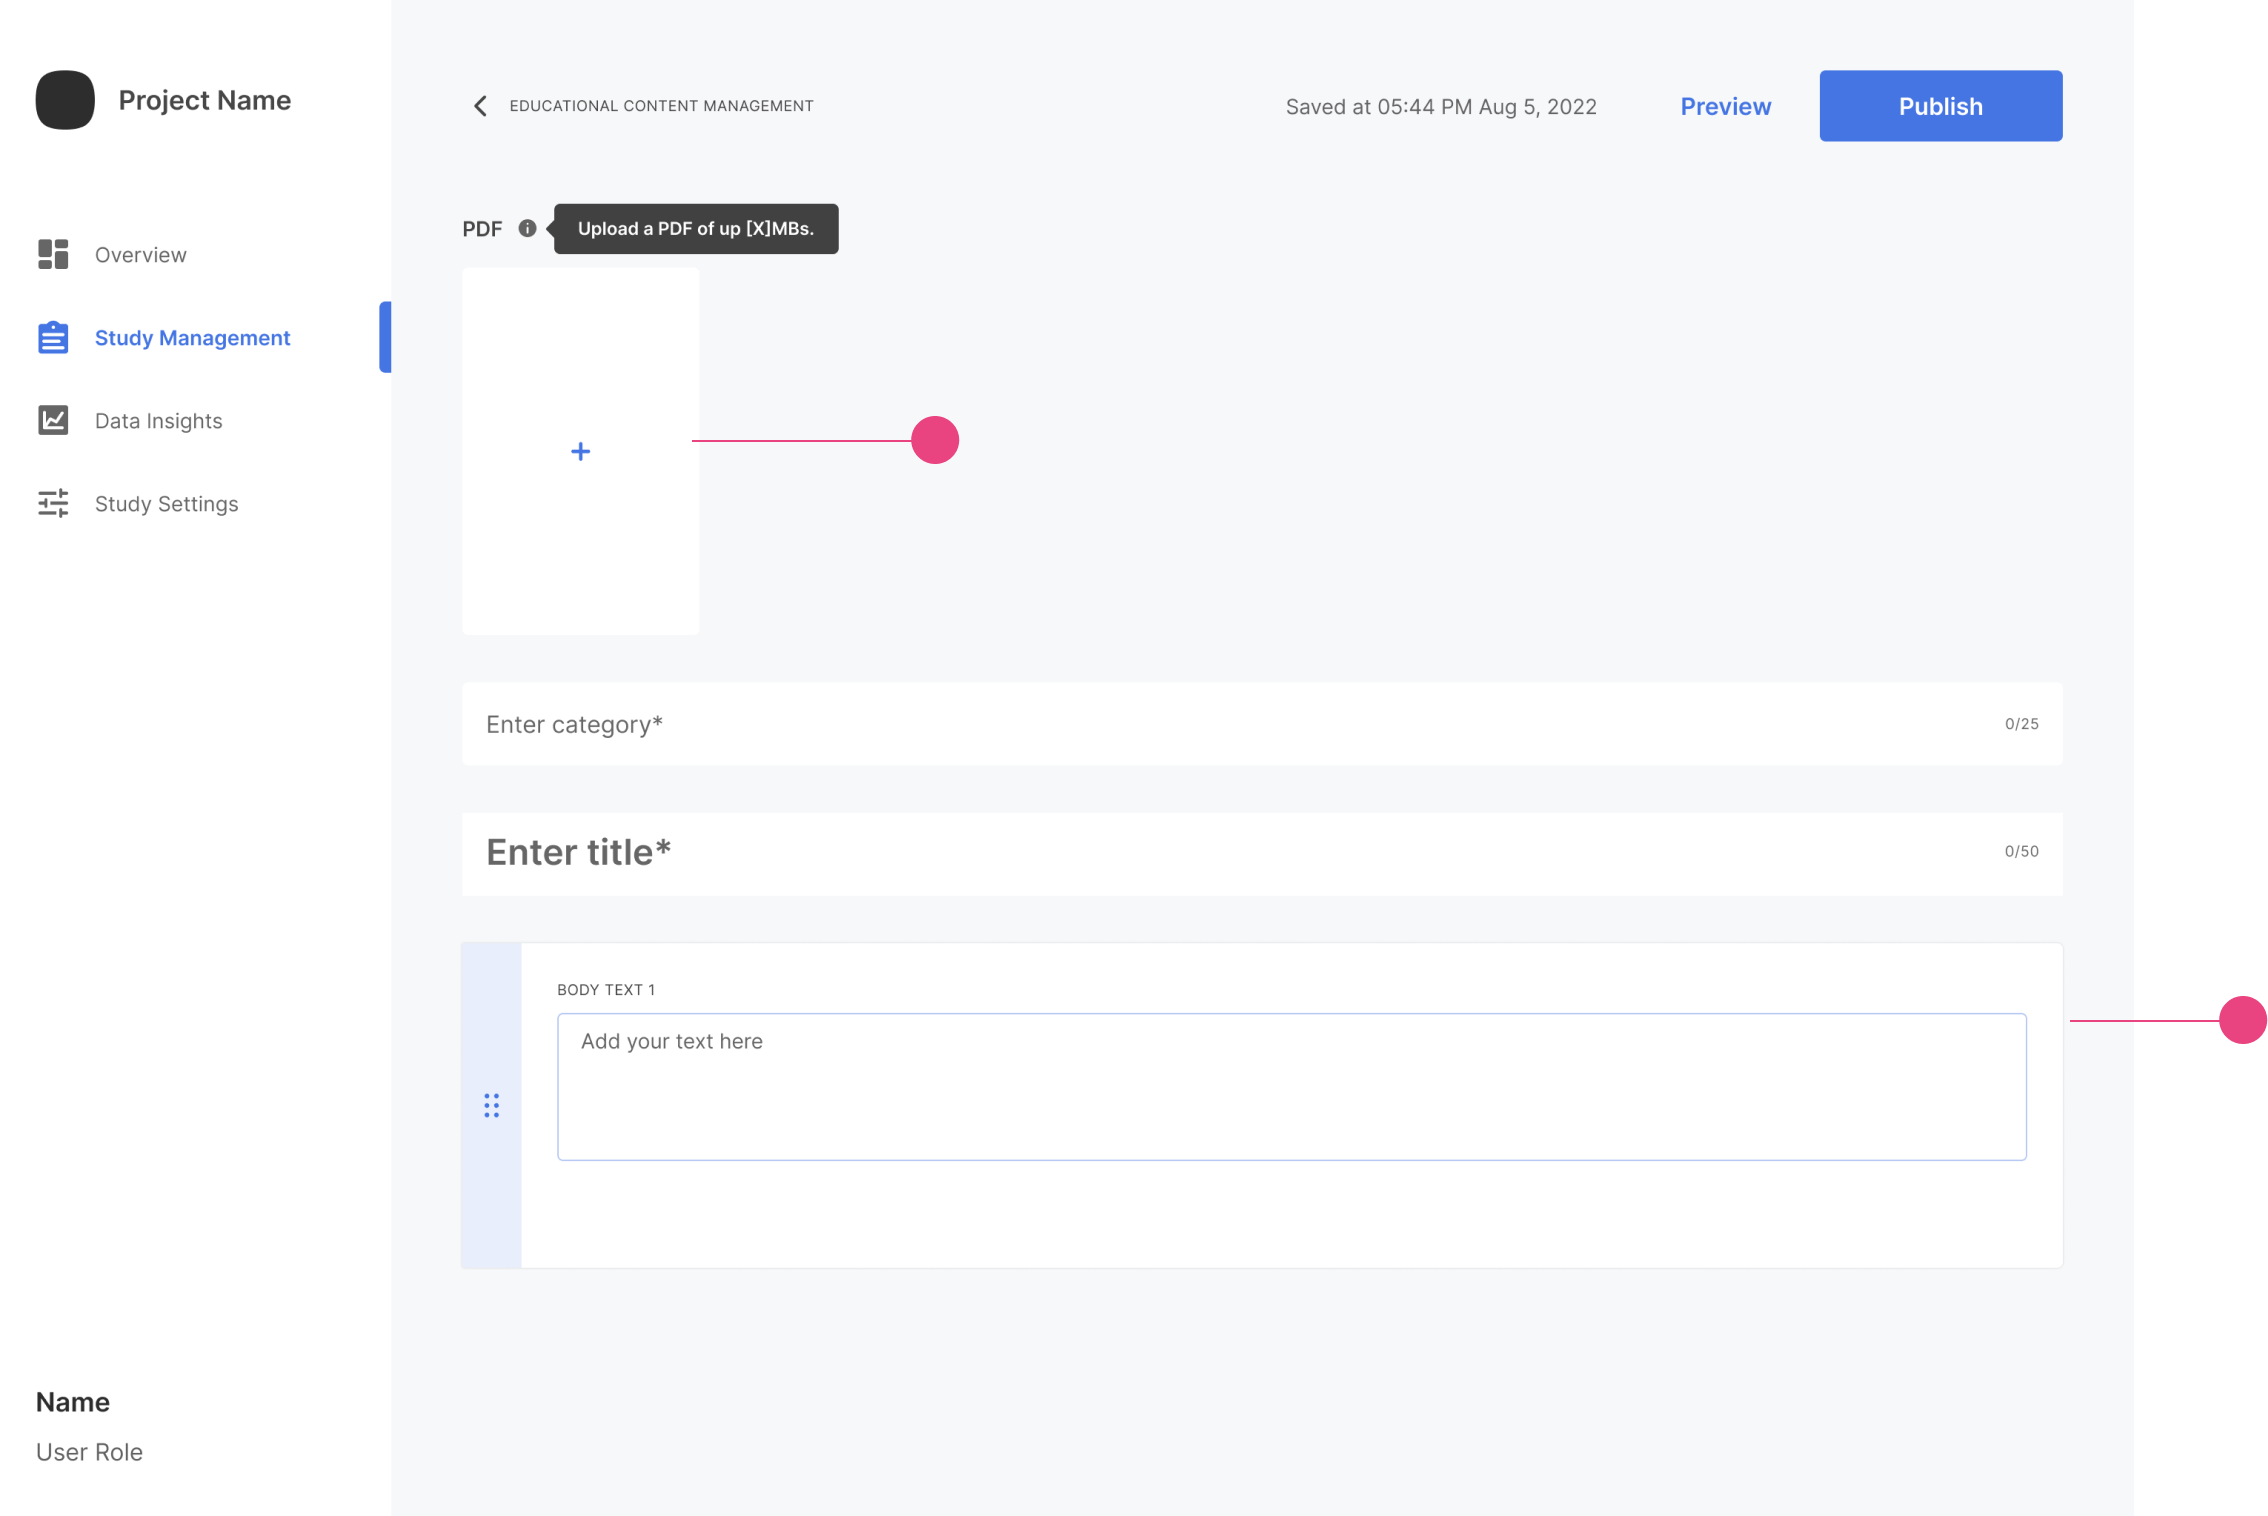 Project Name
Overview
Study Management
Data Insights
Study Settings
Name
User Role
EDUCATIONAL CONTENT MANAGEMENT
Saved at 05:44 PM Aug 5, 2022
Preview
Publish
PDF
Upload a PDF of up [X]MBs.
Enter category*
0/25
Enter title*
0/50
BODY TEXT 1
Add your text here